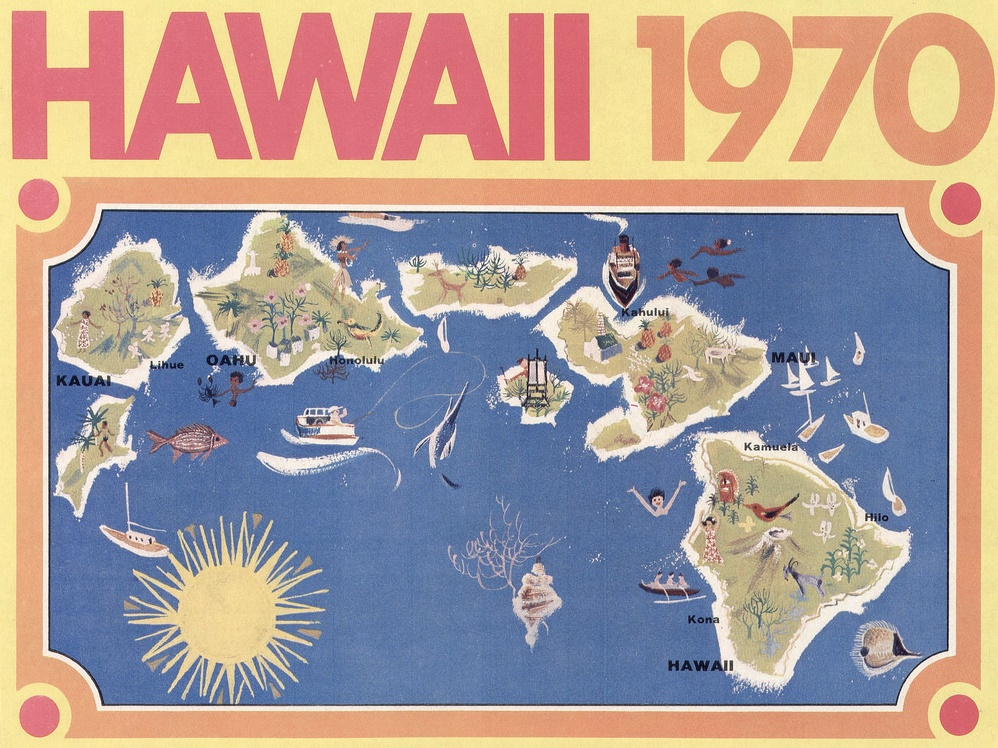 HAWAII 1970
Kahului
Lihue
OAHU
Honolulu
MAUI
KAUAI
Kamuela
Hilo
Kona
HAWAII